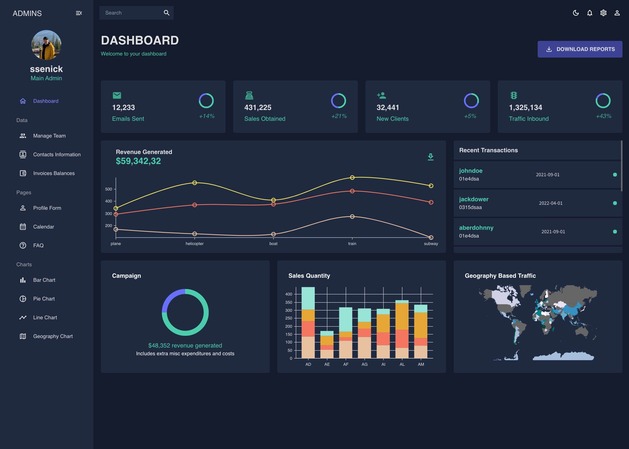 ADMINS
ssenick
Main Admin
Dashboard
Data
Manage Team
Contacts Information
Invoices Balances
Pages
Profile Form
Calendar
FAQ
Charts
Bar Chart
Pie Chart
Line Chart
Geography Chart
Search
DASHBOARD
Welcome to your dashboard
DOWNLOAD REPORTS
12,233
Emails Sent
+14%
431,225
Sales Obtained
+21%
32,441
New Clients
+5%
1,325,134
Traffic Inbound
+43%
Revenue Generated
$59,342,32
500
400
300
200
plane
helicopter
boat
train
subway
Recent Transactions
johndoe
01e4dsa
2021-09-01
jackdower
0315dsaa
2022-04-01
aberdohnny
01e4dsa
2021-09-01
Campaign
$48,352 revenue generated
Includes extra misc expenditures and costs
Sales Quantity
400
350
300
250
200
150
100
50
0
AD
AE
AF
AG
AI
AL
AM
Geography Based Traffic